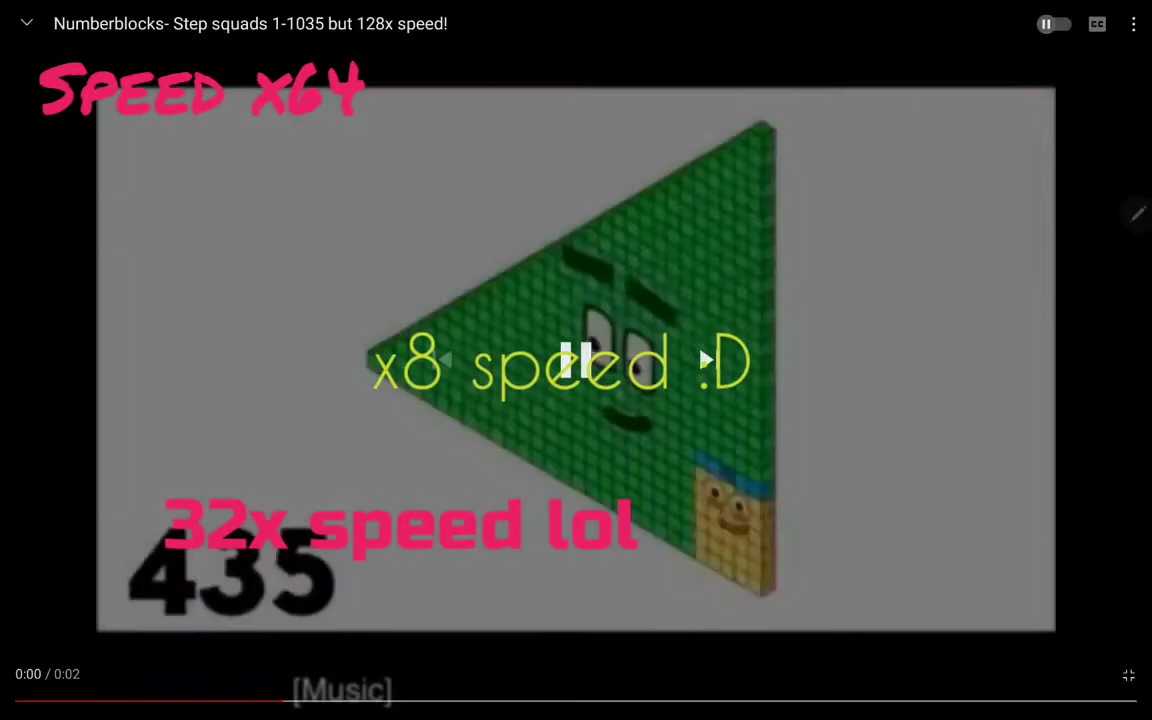 Numberblocks- Step squads 1-1035 but 128x speed!
CC
SPEED x64
x8 speed :D
32x speed lol
435
0:00 / 0:02
[Music]